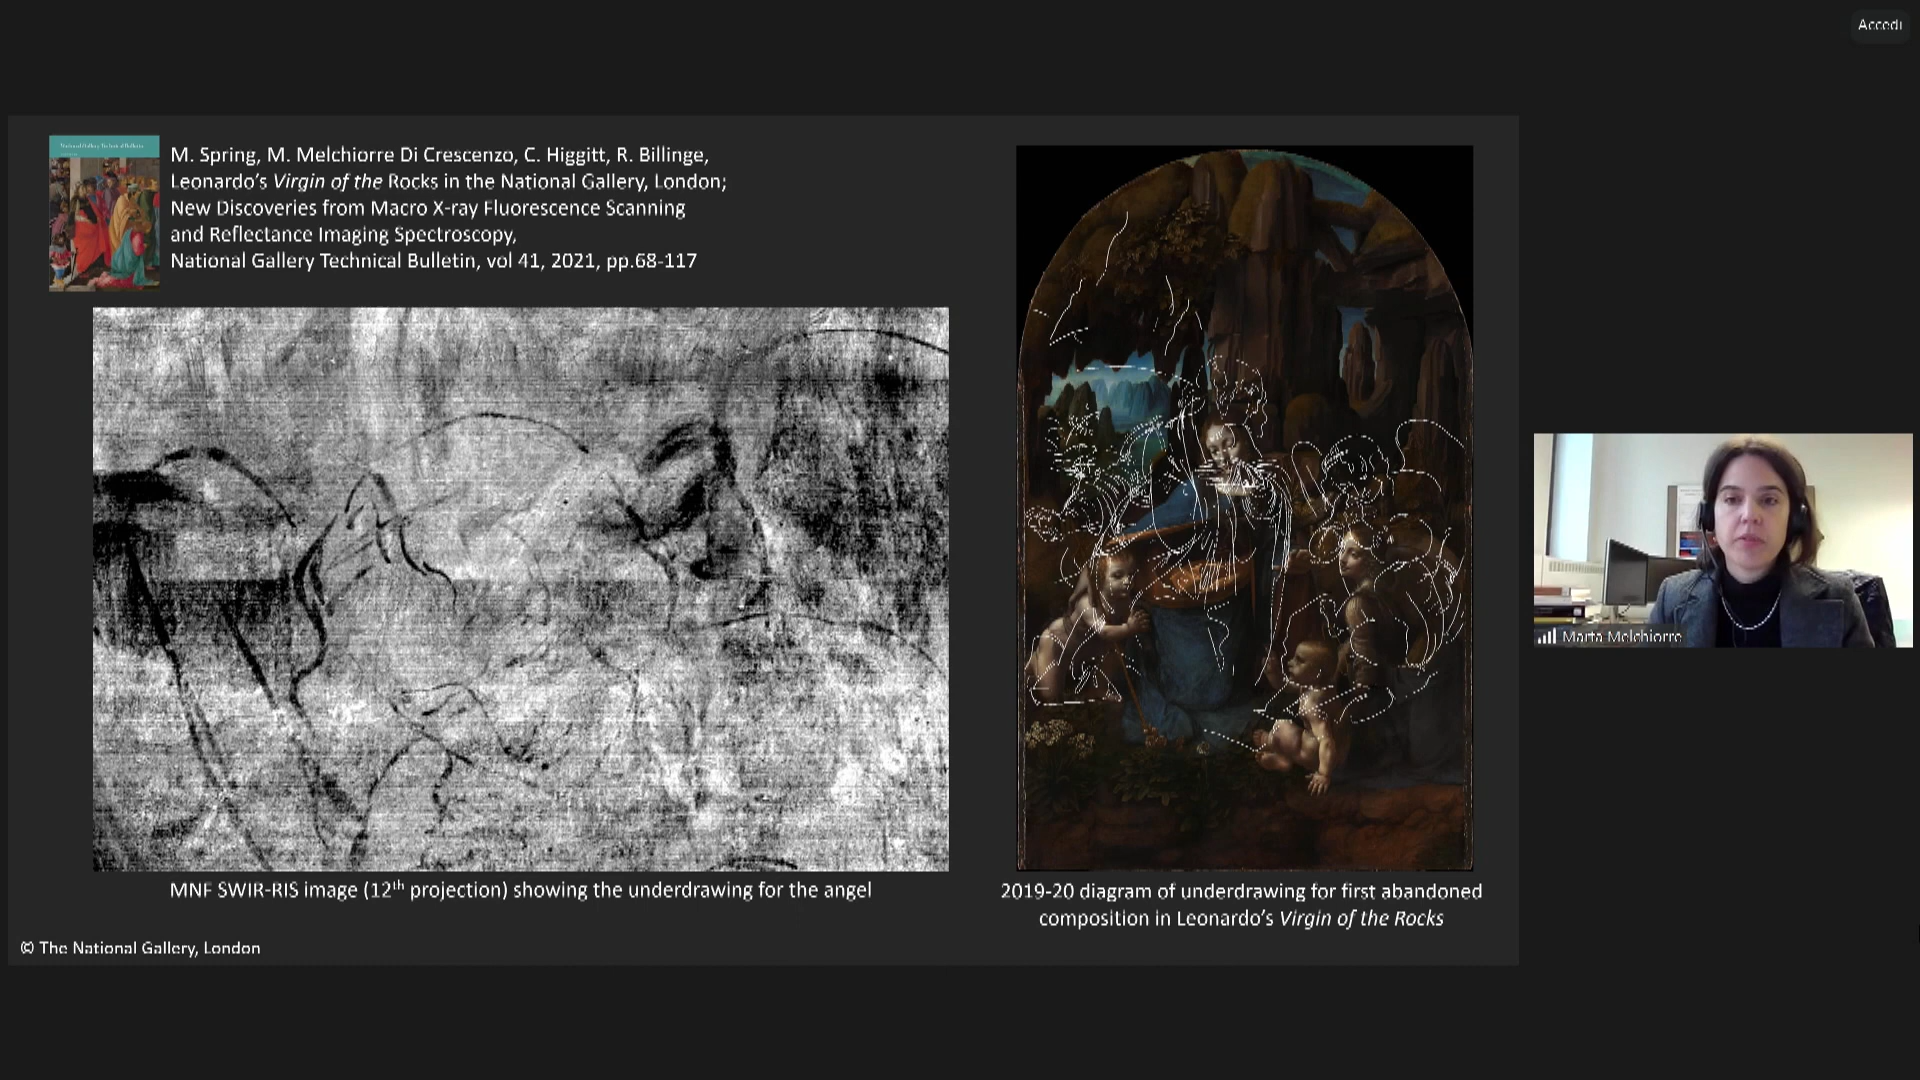 Accedi
M. Spring, M. Melchiorre Di Crescenzo, C. Higgitt, R. Billinge,
Leonardo's Virgin of the Rocks in the National Gallery, London;
New Discoveries from Macro X-ray Fluorescence Scanning
and Reflectance Imaging Spectroscopy,
National Gallery Technical Bulletin, vol 41, 2021, pp.68-117
MNF SWIR-RIS image (12th projection) showing the underdrawing for the angel
2019-20 diagram of underdrawing for first abandoned
composition in Leonardo's Virgin of the Rocks
© The National Gallery, London
Marta Melchiorre